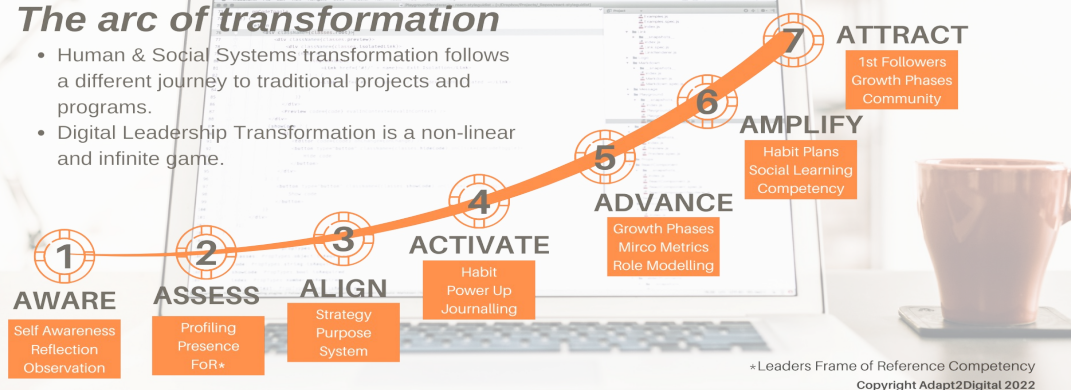 The arc of transformation
• Human & Social Systems transformation follows
a different journey to traditional projects and
programs.
• Digital Leadership Transformation is a non-linear
and infinite game.
1
AWARE
Self Awareness
Reflection
Observation
2
ASSESS
Profiling
Presence
FoR*
3
ALIGN
Strategy
Purpose
System
4
ACTIVATE
Habit
Power Up
Journalling
5
ADVANCE
Growth Phases
Mirco Metrics
Role Modelling
6
AMPLIFY
Habit Plans
Social Learning
Competency
7
ATTRACT
1st Followers
Growth Phases
Community
*Leaders Frame of Reference Competency
Copyright Adapt2Digital 2022